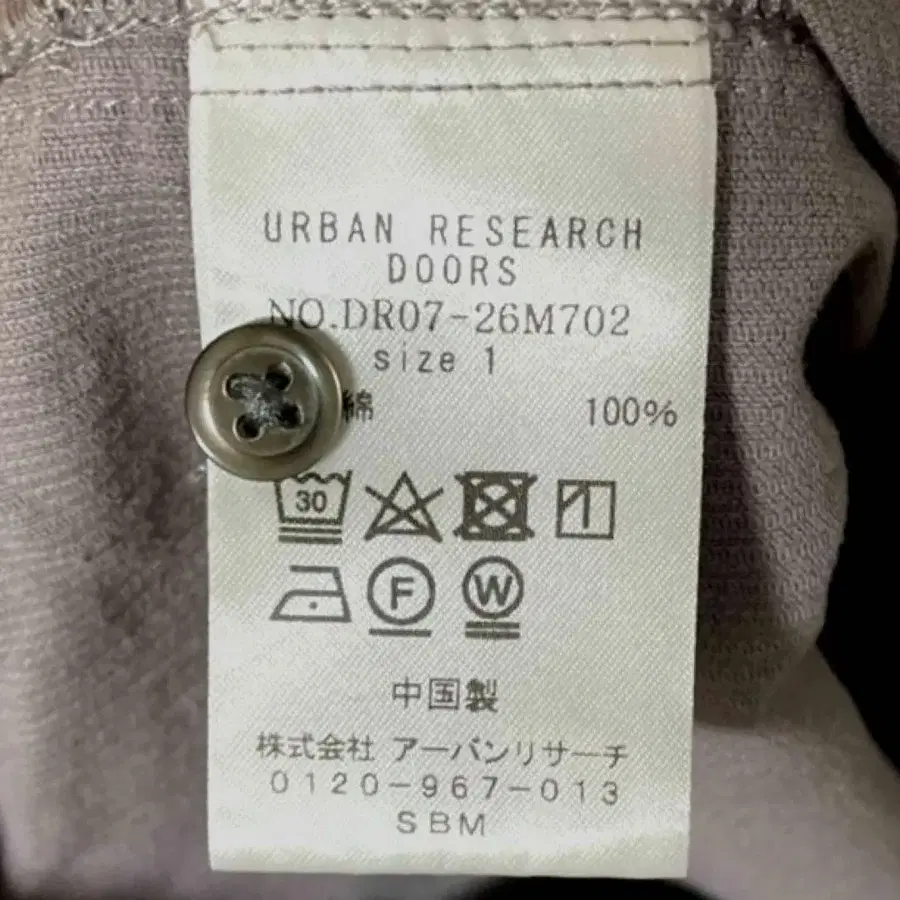 URBAN RESEARCH
DOORS
NO.DR07-26M702
size 1
綿 100%
30
F
W
中国製
株式会社 アーバンリサーチ
0120-967-013
SBM